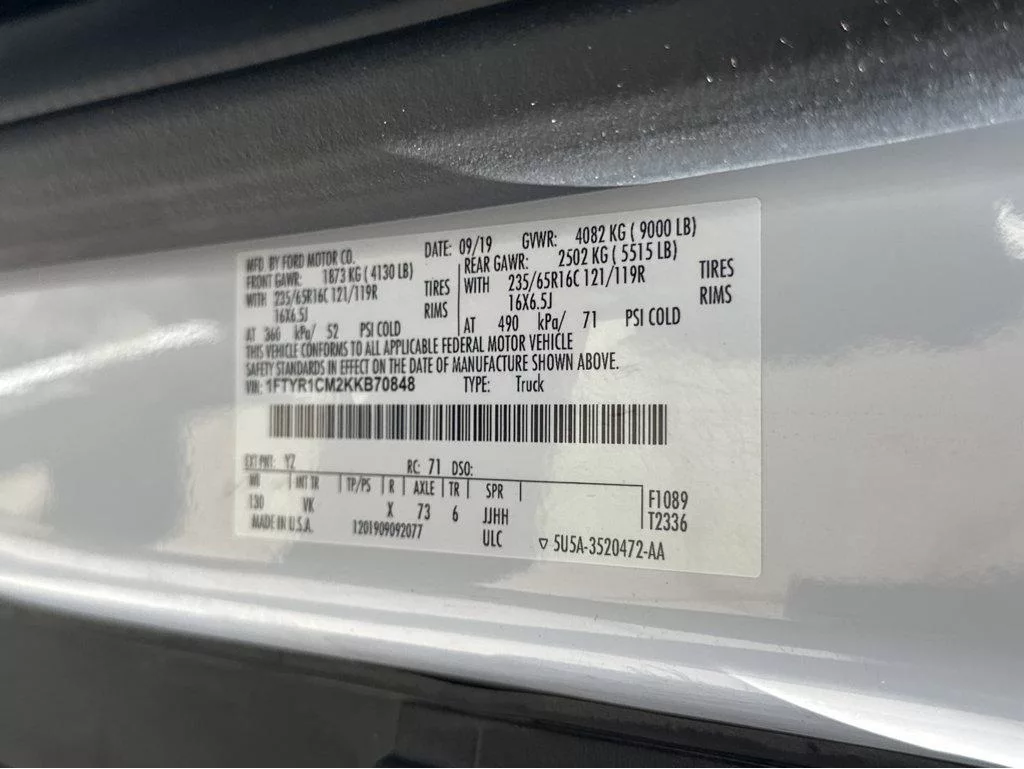 MFD. BY FORD MOTOR CO. DATE: 09/19 GVWR: 4082 KG ( 9000 LB)
FRONT GAWR: 1873 KG ( 4130 LB) REAR GAWR: 2502 KG ( 5515 LB)
WITH 235/65R16C 121/119R TIRES WITH 235/65R16C 121/119R TIRES
16X6.5J RIMS 16X6.5J RIMS
AT 360 kPa/ 52 PSI COLD AT 490 kPa/ 71 PSI COLD
THIS VEHICLE CONFORMS TO ALL APPLICABLE FEDERAL MOTOR VEHICLE
SAFETY STANDARDS IN EFFECT ON THE DATE OF MANUFACTURE SHOWN ABOVE.
VIN: 1FTYR1CM2KKB70848 TYPE: Truck
EXT PNT: YZ RC: 71 DSO:
WB INT TR TP/PS R AXLE TR SPR F1089
130 VK X 73 6 JJHH T2336
MADE IN U.S.A. 1201909092077 ULC ▽ 5U5A-3520472-AA